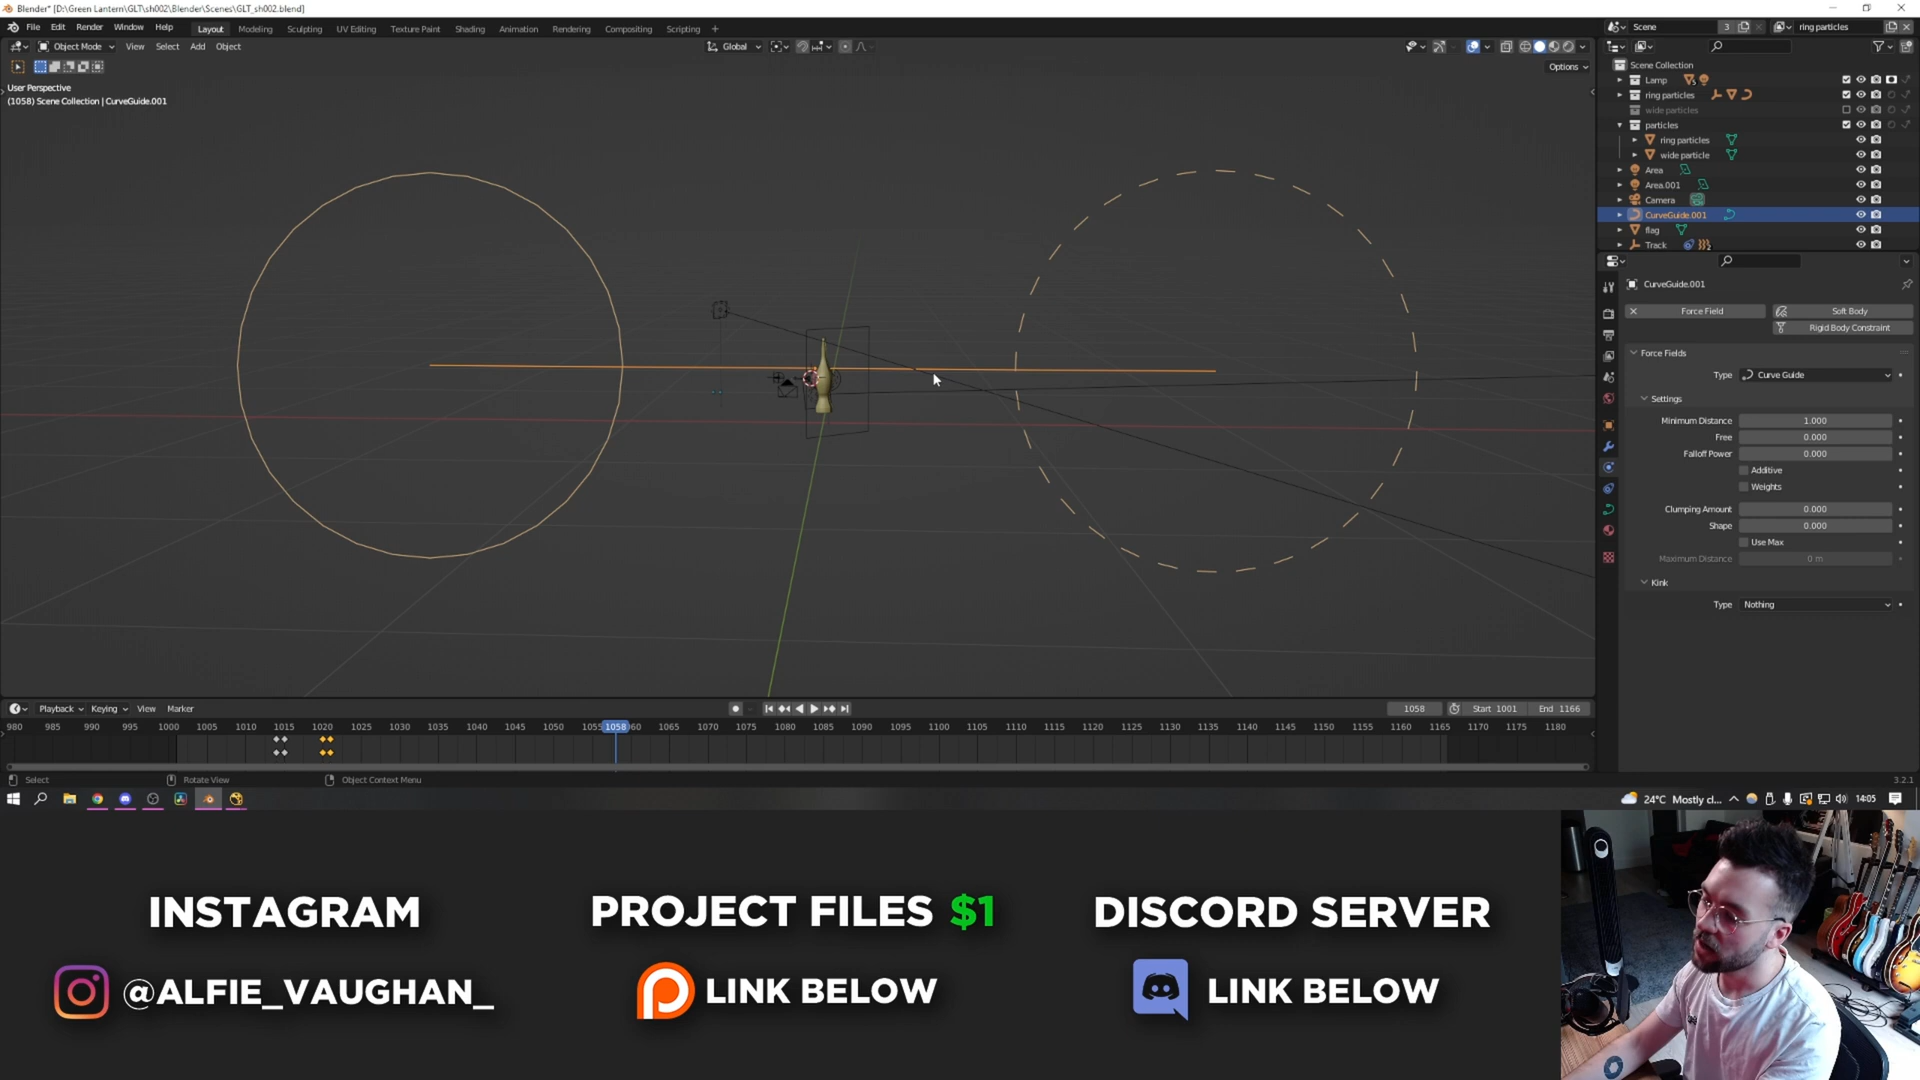 Blender* [D:\Green Lantern\GLT\sh002\Blender\Scenes\GLT_sh002.blend]
File Edit Render Window Help
Layout Modeling Sculpting UV Editing Texture Paint Shading Animation Rendering Compositing Scripting +
Scene 3 ring particles
Object Mode View Select Add Object
Global
Options
User Perspective
(1058) Scene Collection | CurveGuide.001
Scene Collection
Lamp
ring particles
wide particles
particles
ring particles
wide particle
Area
Area.001
Camera
CurveGuide.001
flag
Track
CurveGuide.001
Force Field Soft Body
Rigid Body Constraint
Force Fields
Type Curve Guide
Settings
Minimum Distance 1.000
Free 0.000
Falloff Power 0.000
Additive
Weights
Clumping Amount 0.000
Shape 0.000
Use Max
Maximum Distance 0 m
Kink
Type Nothing
Playback Keying View Marker
1058 Start 1001 End 1166
980 985 990 995 1000 1005 1010 1015 1020 1025 1030 1035 1040 1045 1050 1055 1058 1065 1070 1075 1080 1085 1090 1095 1100 1105 1110 1115 1120 1125 1130 1135 1140 1145 1150 1155 1160 1165 1170 1175 1180
Select Rotate View Object Context Menu
3.2.1
24°C Mostly cl... 14:05
INSTAGRAM
@ALFIE_VAUGHAN_
PROJECT FILES $1
LINK BELOW
DISCORD SERVER
LINK BELOW